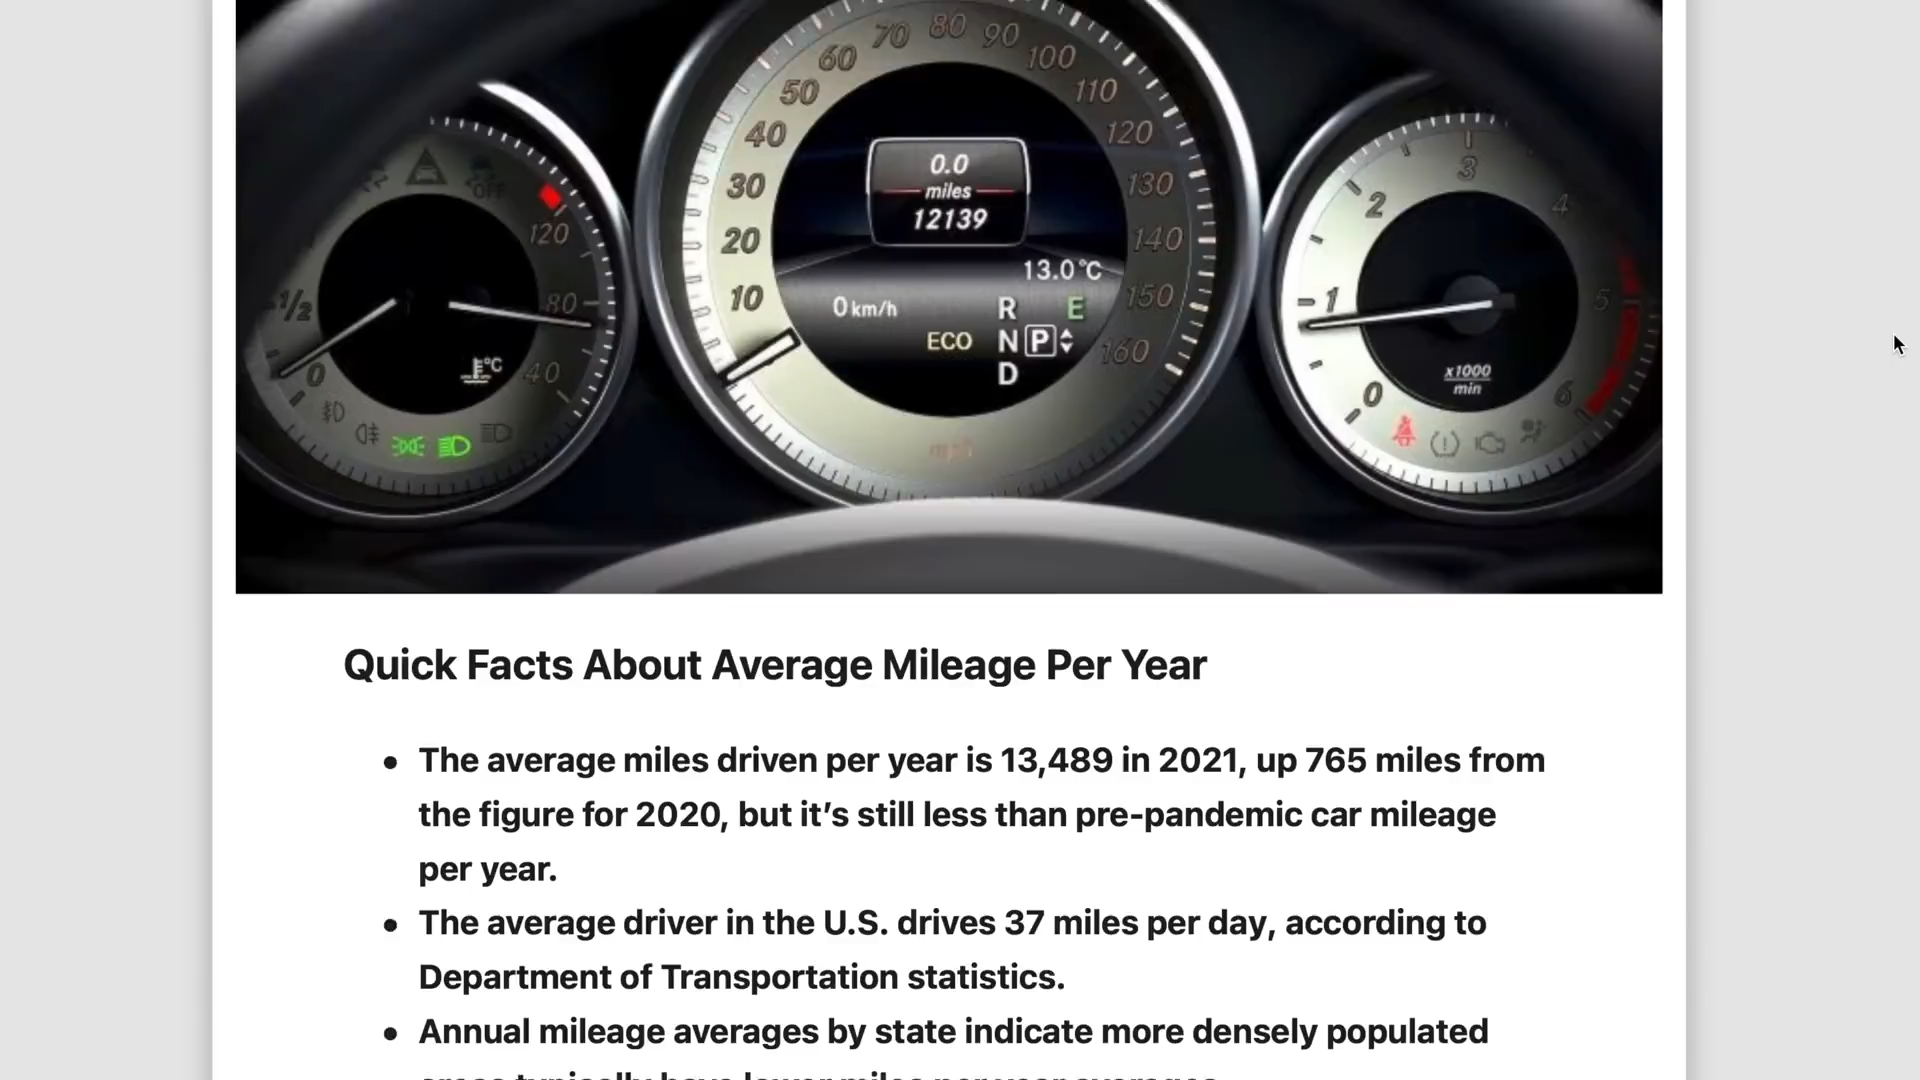 70 80 90
60 100
50 110
40 120
30 130
20 140
10 150
160
0.0
miles
12139
13.0°C
0 km/h R E
ECO N P
D
mph
OFF
120
1/2 80
°C
0 40
3
2 4
1 5
x1000
min
0 6
Quick Facts About Average Mileage Per Year
• The average miles driven per year is 13,489 in 2021, up 765 miles from
the figure for 2020, but it’s still less than pre-pandemic car mileage
per year.
• The average driver in the U.S. drives 37 miles per day, according to
Department of Transportation statistics.
• Annual mileage averages by state indicate more densely populated